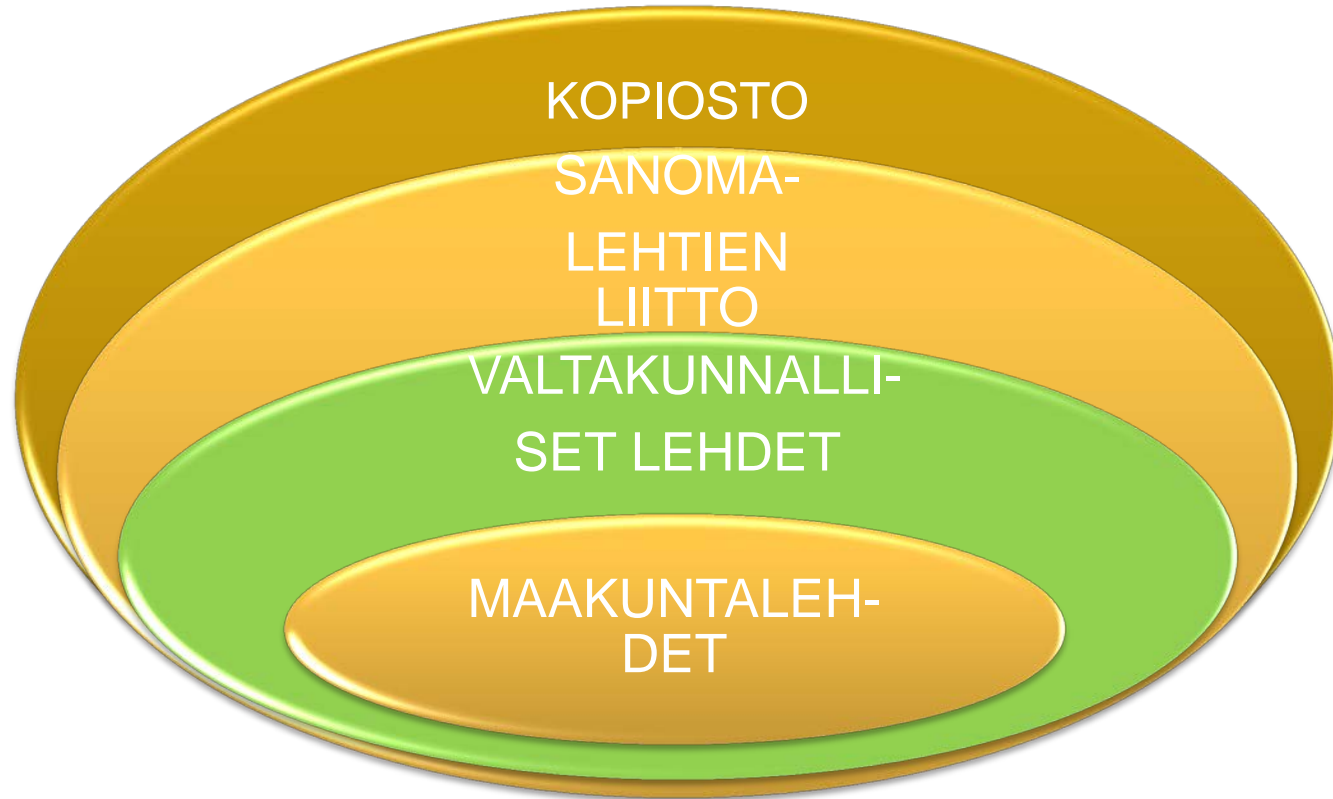 KOPIOSTO
SANOMA-
LEHTIEN
LIITTO
VALTAKUNNALLI-
SET LEHDET
MAAKUNTALEH-
DET